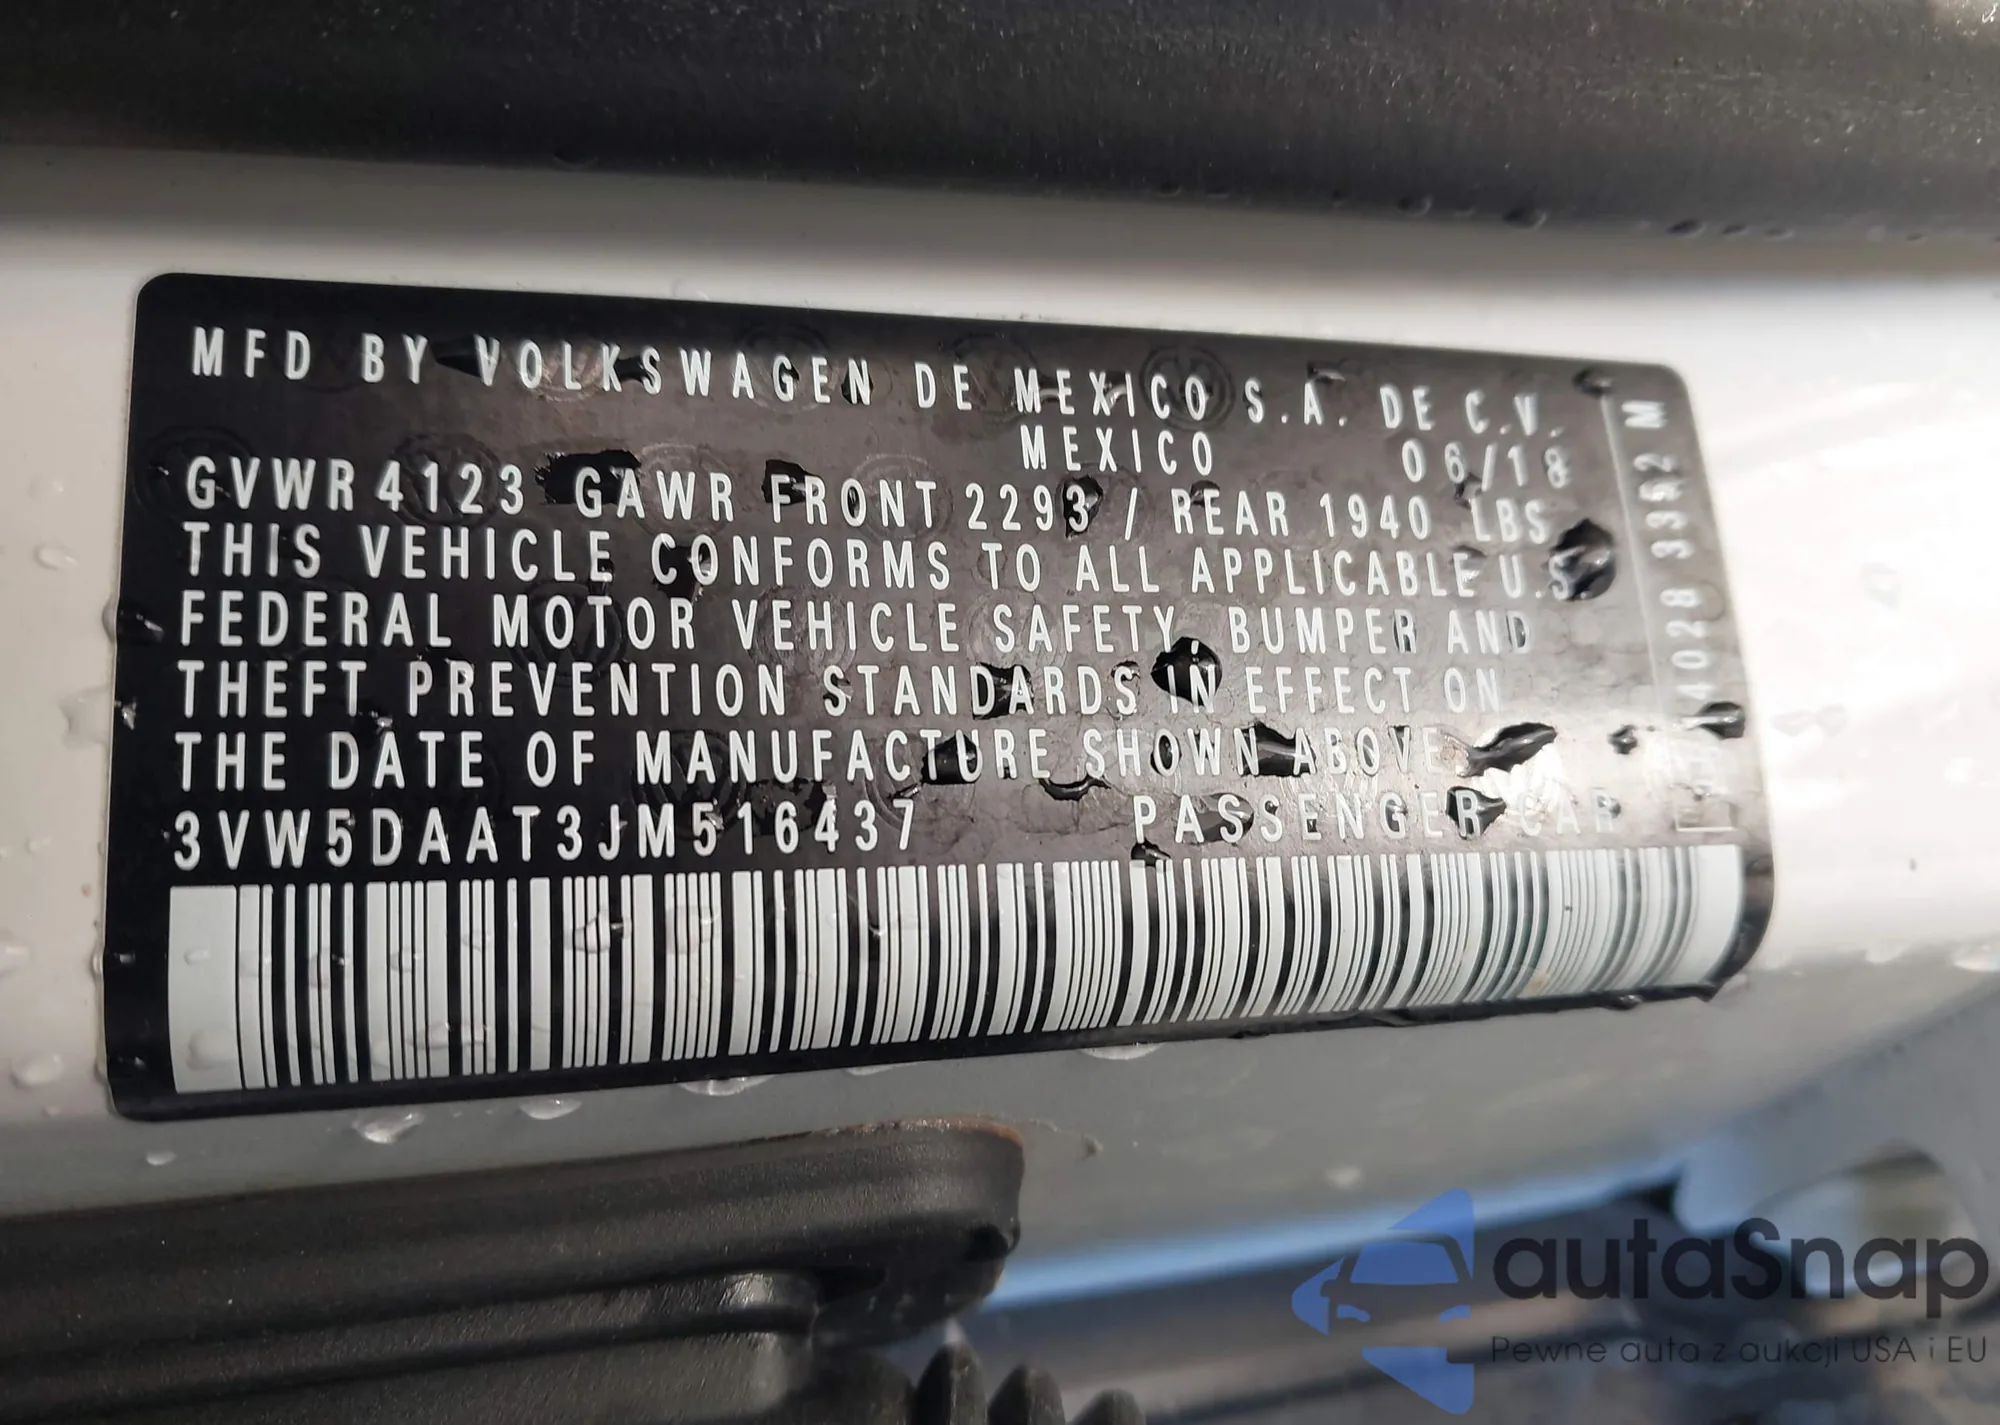 MFD BY VOLKSWAGEN DE MEXICO S.A. DE C.V.
MEXICO 06/18
GVWR 4123 GAWR FRONT 2293 / REAR 1940 LBS
THIS VEHICLE CONFORMS TO ALL APPLICABLE U.S.
FEDERAL MOTOR VEHICLE SAFETY, BUMPER AND
THEFT PREVENTION STANDARDS IN EFFECT ON
THE DATE OF MANUFACTURE SHOWN ABOVE.
3VW5DAAT3JM516437 PASSENGER CAR
4028 3352 M
autaSnap
Pewne auta z aukcji USA i EU